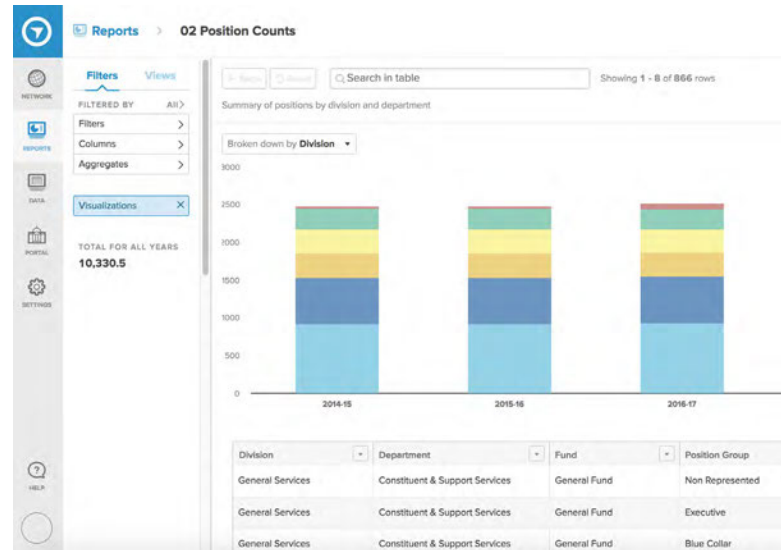 Reports > 02 Position Counts
NETWORK
REPORTS
DATA
PORTAL
SETTINGS
HELP
Filters Views
FILTERED BY All>
Filters >
Columns >
Aggregates >
Visualizations ×
TOTAL FOR ALL YEARS
10,330.5
Search in table
Showing 1 - 8 of 866 rows
Summary of positions by division and department
Broken down by Division
3000
2500
2000
1500
1000
500
0
2014-15 2015-16 2016-17
Division Department Fund Position Group
General Services Constituent & Support Services General Fund Non Represented
General Services Constituent & Support Services General Fund Executive
General Services Constituent & Support Services General Fund Blue Collar